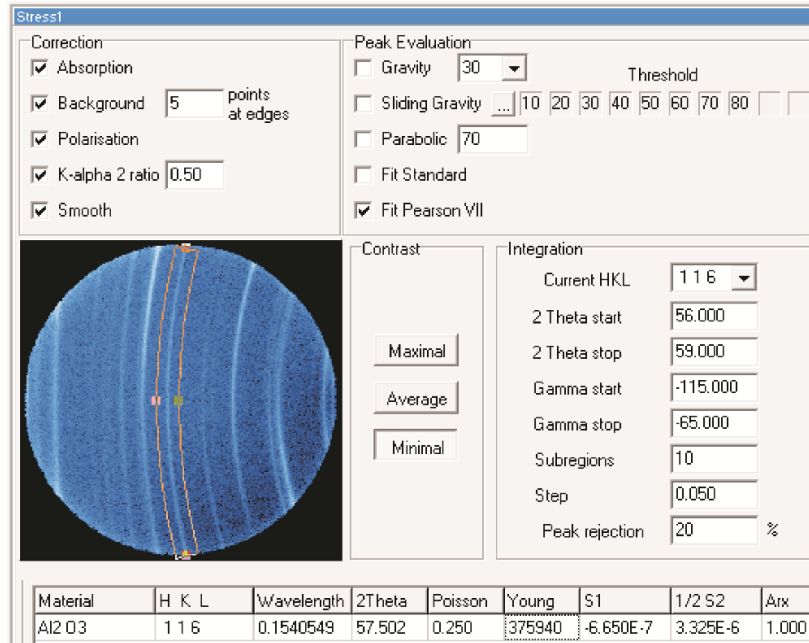 Stress1
Correction
Absorption
Background 5 points at edges
Polarisation
K-alpha 2 ratio 0.50
Smooth
Peak Evaluation
Gravity 30
Threshold
Sliding Gravity ... 10 20 30 40 50 60 70 80
Parabolic 70
Fit Standard
Fit Pearson VII
Contrast
Maximal
Average
Minimal
Integration
Current HKL 1 1 6
2 Theta start 56.000
2 Theta stop 59.000
Gamma start -115.000
Gamma stop -65.000
Subregions 10
Step 0.050
Peak rejection 20 %
Material H K L Wavelength 2Theta Poisson Young S1 1/2 S2 Arx
Al2 O3 1 1 6 0.1540549 57.502 0.250 375940 -6.650E-7 3.325E-6 1.000